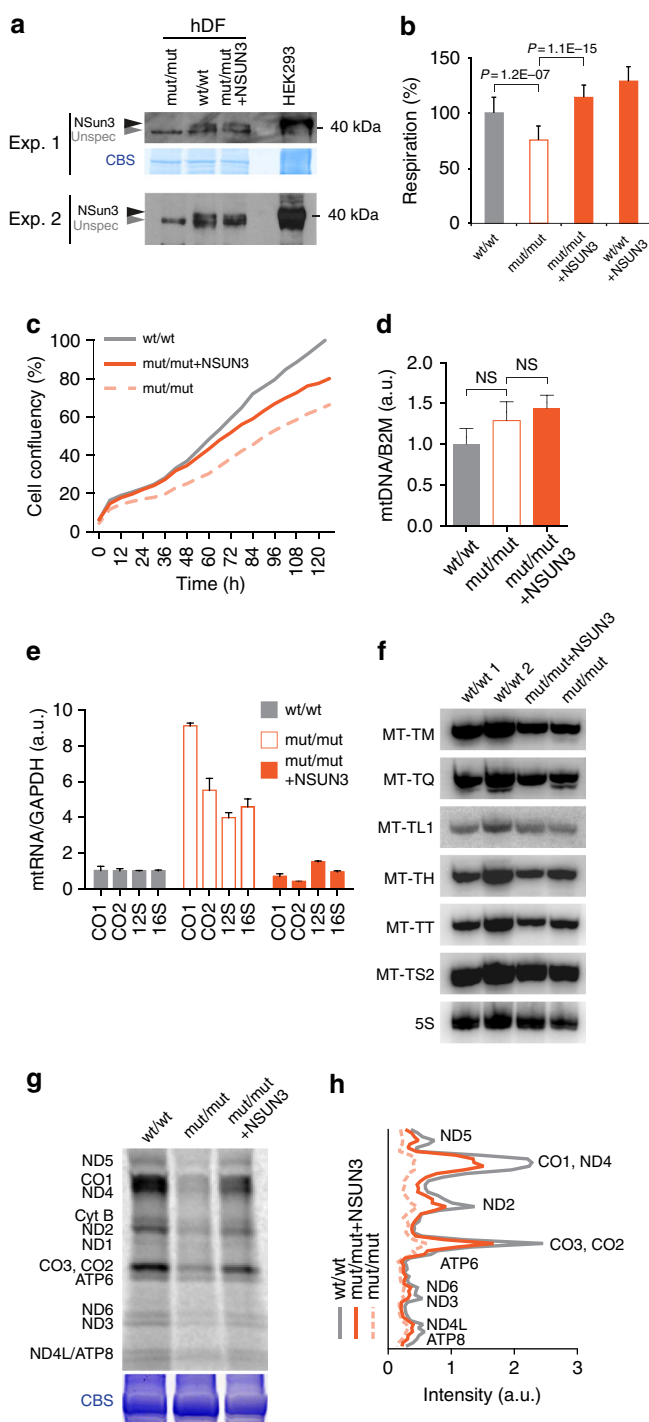 a
hDF
mut/mut
wt/wt
mut/mut
+NSUN3
HEK293
Exp. 1
NSun3
Unspec
40 kDa
CBS
Exp. 2
NSun3
Unspec
40 kDa
b
Respiration (%)
150
100
50
0
P = 1.2E–07
P = 1.1E–15
wt/wt
mut/mut
mut/mut
+NSUN3
wt/wt
+NSUN3
c
Cell confluency (%)
100
80
60
40
20
0
wt/wt
mut/mut+NSUN3
mut/mut
0
12
24
36
48
60
72
84
96
108
120
Time (h)
d
mtDNA/B2M (a.u.)
2.0
1.5
1.0
0.5
0.0
NS
NS
wt/wt
mut/mut
mut/mut
+NSUN3
e
mtRNA/GAPDH (a.u.)
10
8
6
4
2
0
wt/wt
mut/mut
mut/mut
+NSUN3
CO1
CO2
12S
16S
CO1
CO2
12S
16S
CO1
CO2
12S
16S
f
wt/wt 1
wt/wt 2
mut/mut+NSUN3
mut/mut
MT-TM
MT-TQ
MT-TL1
MT-TH
MT-TT
MT-TS2
5S
g
wt/wt
mut/mut
mut/mut
+NSUN3
ND5
CO1
ND4
Cyt B
ND2
ND1
CO3, CO2
ATP6
ND6
ND3
ND4L/ATP8
CBS
h
wt/wt
mut/mut+NSUN3
mut/mut
ND5
CO1, ND4
ND2
CO3, CO2
ATP6
ND6
ND3
ND4L
ATP8
0
1
2
3
Intensity (a.u.)